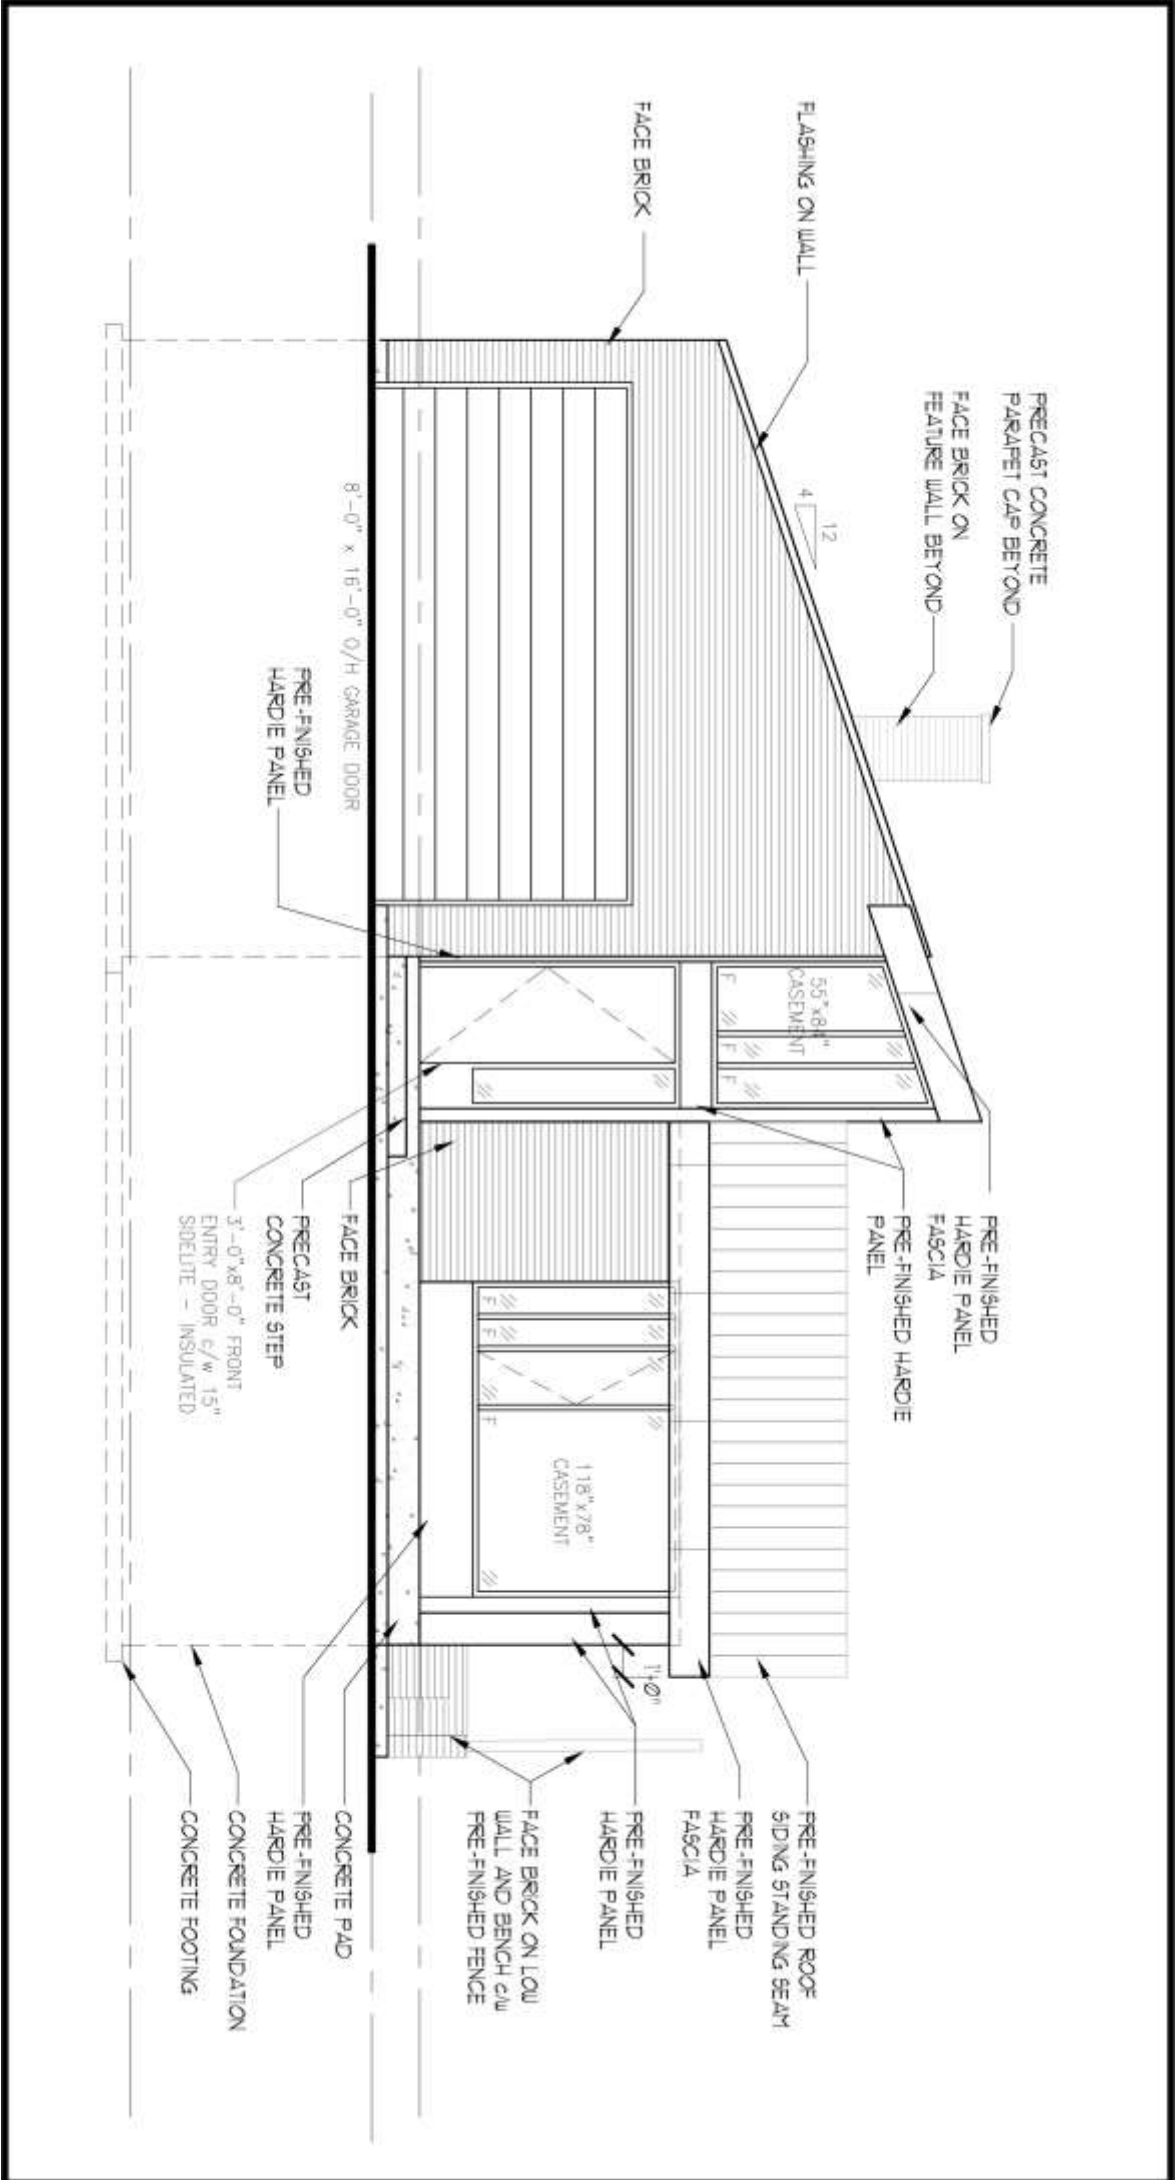 PRECAST CONCRETE
PARAPET CAP BEYOND
FACE BRICK ON
FEATURE WALL BEYOND
FLASHING ON WALL
FACE BRICK
12
4
55"x84"
CASEMENT
F
F
F
PRE-FINISHED
HARDIE PANEL
FASCIA
PRE-FINISHED HARDIE
PANEL
PRE-FINISHED ROOF
SIDING STANDING SEAM
PRE-FINISHED
HARDIE PANEL
FASCIA
1'-0"
PRE-FINISHED
HARDIE PANEL
118"x78"
CASEMENT
F
F
F
FACE BRICK ON LOW
WALL AND BENCH c/w
PRE-FINISHED FENCE
8'-0" x 16'-0" O/H GARAGE DOOR
PRE-FINISHED
HARDIE PANEL
FACE BRICK
PRECAST
CONCRETE STEP
3'-0"x8'-0" FRONT
ENTRY DOOR c/w 15"
SIDELITE - INSULATED
CONCRETE PAD
PRE-FINISHED
HARDIE PANEL
CONCRETE FOUNDATION
CONCRETE FOOTING